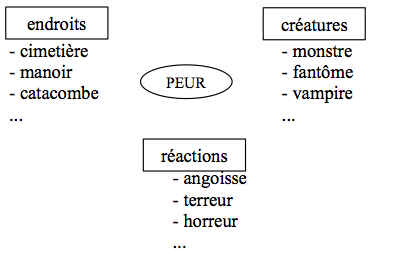 endroits
- cimetière
- manoir
- catacombe
...
créatures
- monstre
- fantôme
- vampire
...
PEUR
réactions
- angoisse
- terreur
- horreur
...